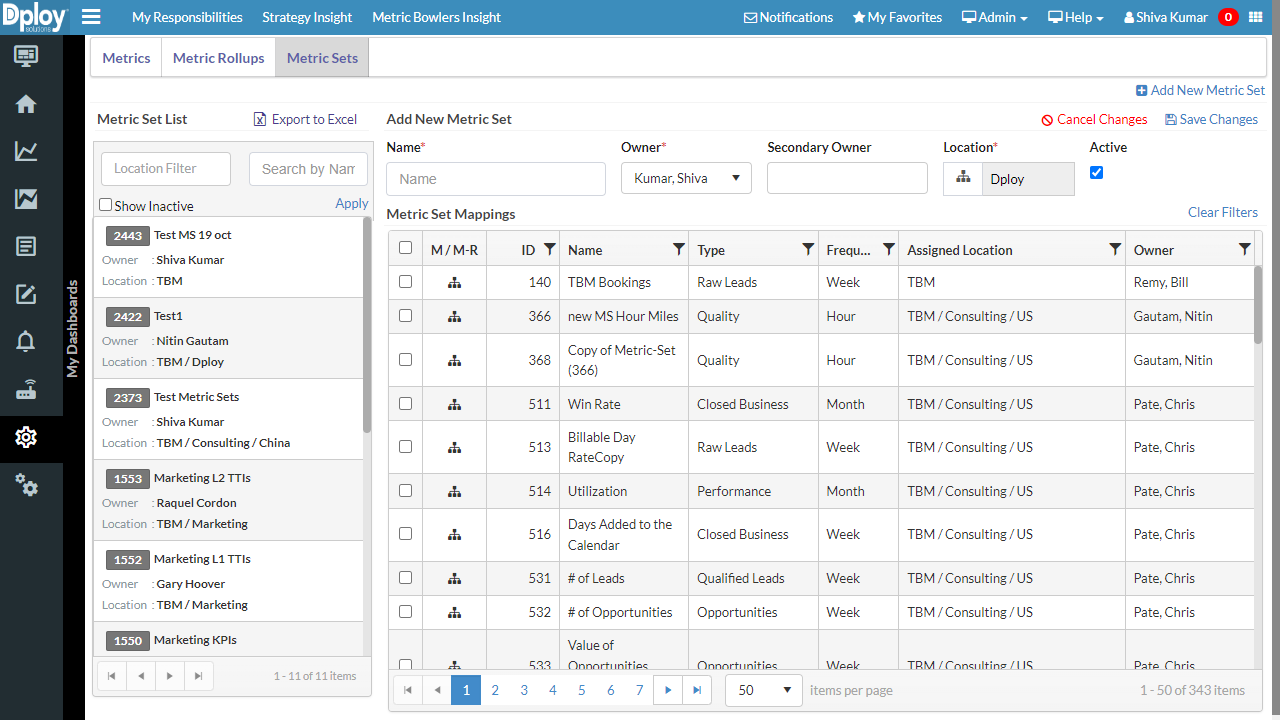 Dploy
solutions
My Responsibilities Strategy Insight Metric Bowlers Insight Notifications My Favorites Admin Help Shiva Kumar 0
My Dashboards
Metrics Metric Rollups Metric Sets
Add New Metric Set
Metric Set List Export to Excel
Location Filter Search by Nam
Show Inactive Apply
2443 Test MS 19 oct
Owner : Shiva Kumar
Location : TBM
2422 Test1
Owner : Nitin Gautam
Location : TBM / Dploy
2373 Test Metric Sets
Owner : Shiva Kumar
Location : TBM / Consulting / China
1553 Marketing L2 TTIs
Owner : Raquel Cordon
Location : TBM / Marketing
1552 Marketing L1 TTIs
Owner : Gary Hoover
Location : TBM / Marketing
1550 Marketing KPIs
1 - 11 of 11 items
Add New Metric Set Cancel Changes Save Changes
Name* Owner* Secondary Owner Location* Active
Name Kumar, Shiva Dploy
Metric Set Mappings Clear Filters
M / M-R ID Name Type Frequ... Assigned Location Owner
140 TBM Bookings Raw Leads Week TBM Remy, Bill
366 new MS Hour Miles Quality Hour TBM / Consulting / US Gautam, Nitin
368 Copy of Metric-Set (366) Quality Hour TBM / Consulting / US Gautam, Nitin
511 Win Rate Closed Business Month TBM / Consulting / US Pate, Chris
513 Billable Day RateCopy Raw Leads Week TBM / Consulting / US Pate, Chris
514 Utilization Performance Month TBM / Consulting / US Pate, Chris
516 Days Added to the Calendar Closed Business Week TBM / Consulting / US Pate, Chris
531 # of Leads Qualified Leads Week TBM / Consulting / US Pate, Chris
532 # of Opportunities Opportunities Week TBM / Consulting / US Pate, Chris
533 Value of Opportunities Opportunities Week TBM / Consulting / US Pate, Chris
1 2 3 4 5 6 7 50 items per page 1 - 50 of 343 items